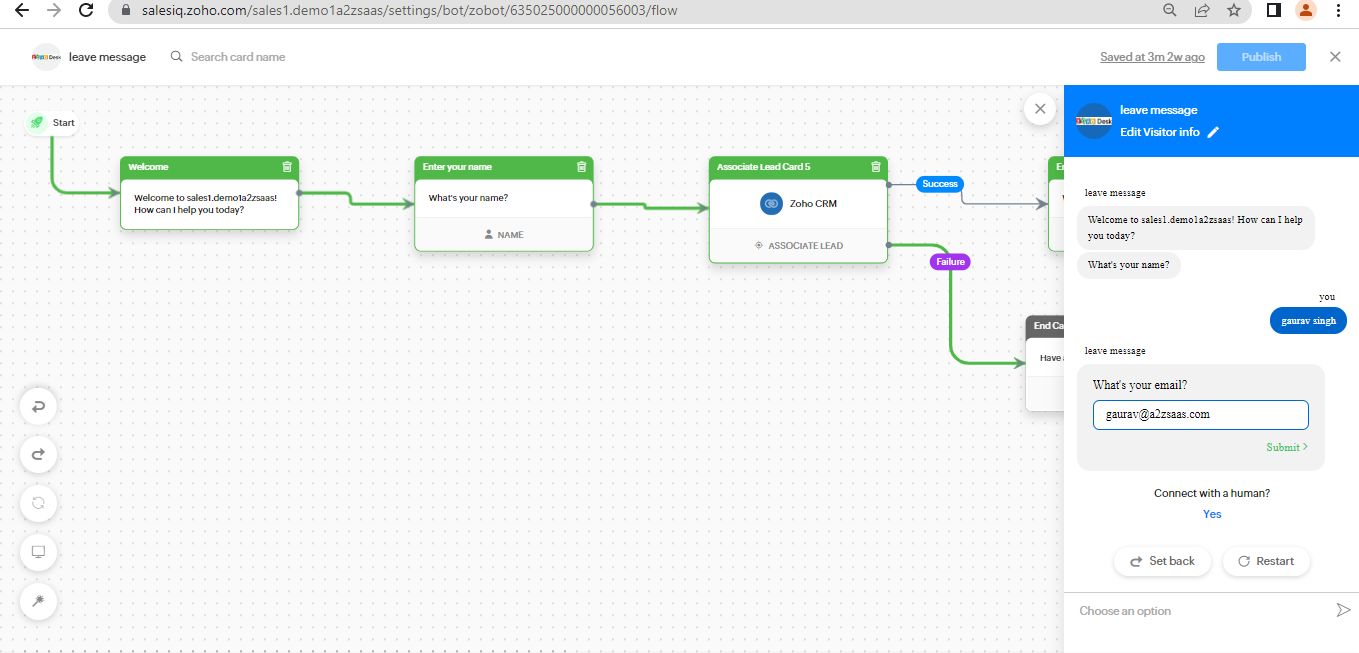 salesiq.zoho.com/sales1.demo1a2zsaas/settings/bot/zobot/635025000000056003/flow
Desk leave message
Search card name
Saved at 3m 2w ago
Publish
Start
Welcome
Welcome to sales1.demo1a2zsaas!
How can I help you today?
Enter your name
What's your name?
NAME
Associate Lead Card 5
Zoho CRM
ASSOCIATE LEAD
Success
Failure
End Ca
Have
Desk
leave message
Edit Visitor info
leave message
Welcome to sales1.demo1a2zsaas! How can I help
you today?
What's your name?
you
gaurav singh
leave message
What's your email?
gaurav@a2zsaas.com
Submit >
Connect with a human?
Yes
Set back
Restart
Choose an option